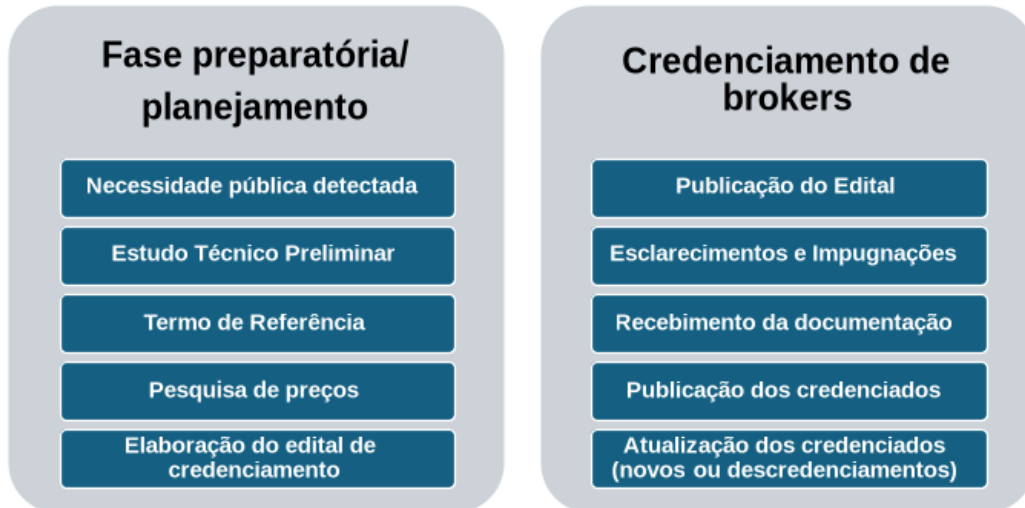 Fase preparatória/
planejamento
Necessidade pública detectada
Estudo Técnico Preliminar
Termo de Referência
Pesquisa de preços
Elaboração do edital de
credenciamento
Credenciamento de
brokers
Publicação do Edital
Esclarecimentos e Impugnações
Recebimento da documentação
Publicação dos credenciados
Atualização dos credenciados
(novos ou descredenciamentos)